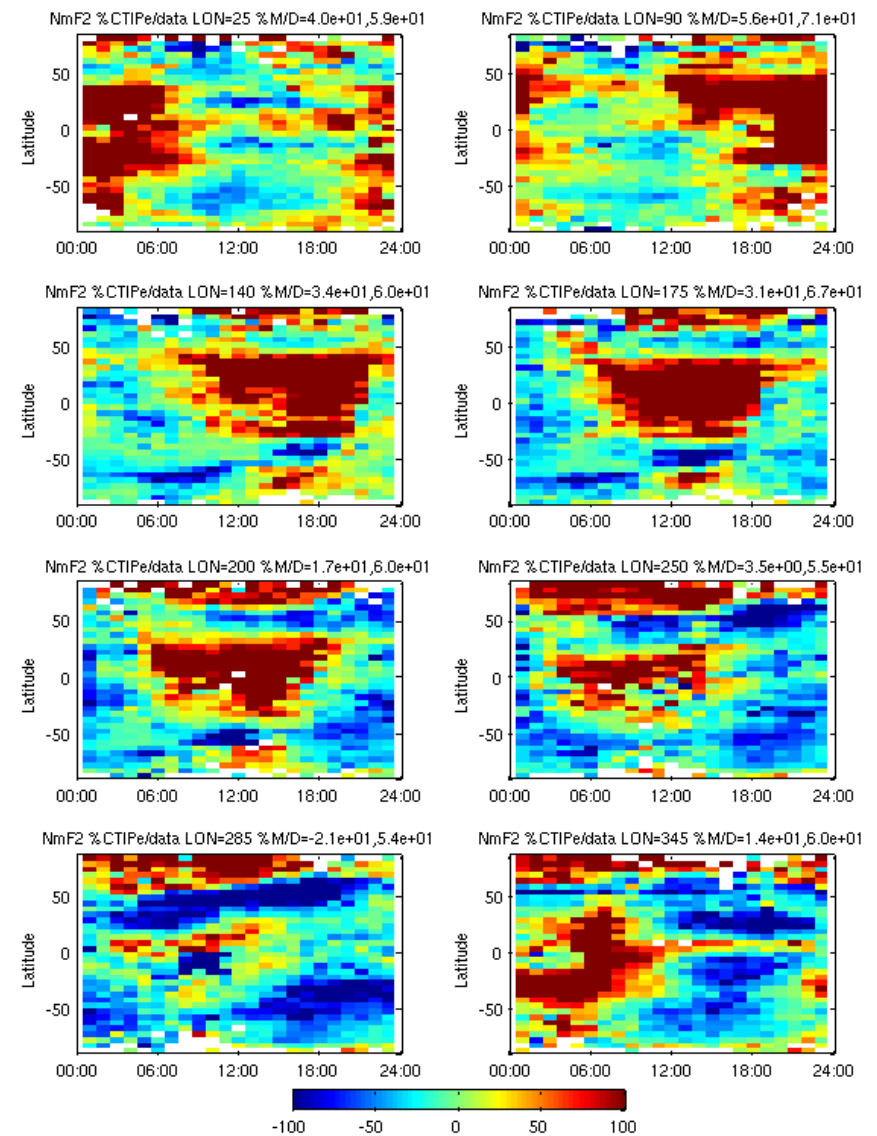 NmF2 %CTIPe/data LON=25 %M/D=4.0e+01,5.9e+01
NmF2 %CTIPe/data LON=90 %M/D=5.6e+01,7.1e+01
Latitude
50
0
-50
00:00 06:00 12:00 18:00 24:00
Latitude
50
0
-50
00:00 06:00 12:00 18:00 24:00
NmF2 %CTIPe/data LON=140 %M/D=3.4e+01,6.0e+01
NmF2 %CTIPe/data LON=175 %M/D=3.1e+01,6.7e+01
Latitude
50
0
-50
00:00 06:00 12:00 18:00 24:00
Latitude
50
0
-50
00:00 06:00 12:00 18:00 24:00
NmF2 %CTIPe/data LON=200 %M/D=1.7e+01,6.0e+01
NmF2 %CTIPe/data LON=250 %M/D=3.5e+00,5.5e+01
Latitude
50
0
-50
00:00 06:00 12:00 18:00 24:00
Latitude
50
0
-50
00:00 06:00 12:00 18:00 24:00
NmF2 %CTIPe/data LON=285 %M/D=-2.1e+01,5.4e+01
NmF2 %CTIPe/data LON=345 %M/D=1.4e+01,6.0e+01
Latitude
50
0
-50
00:00 06:00 12:00 18:00 24:00
Latitude
50
0
-50
00:00 06:00 12:00 18:00 24:00
-100 -50 0 50 100